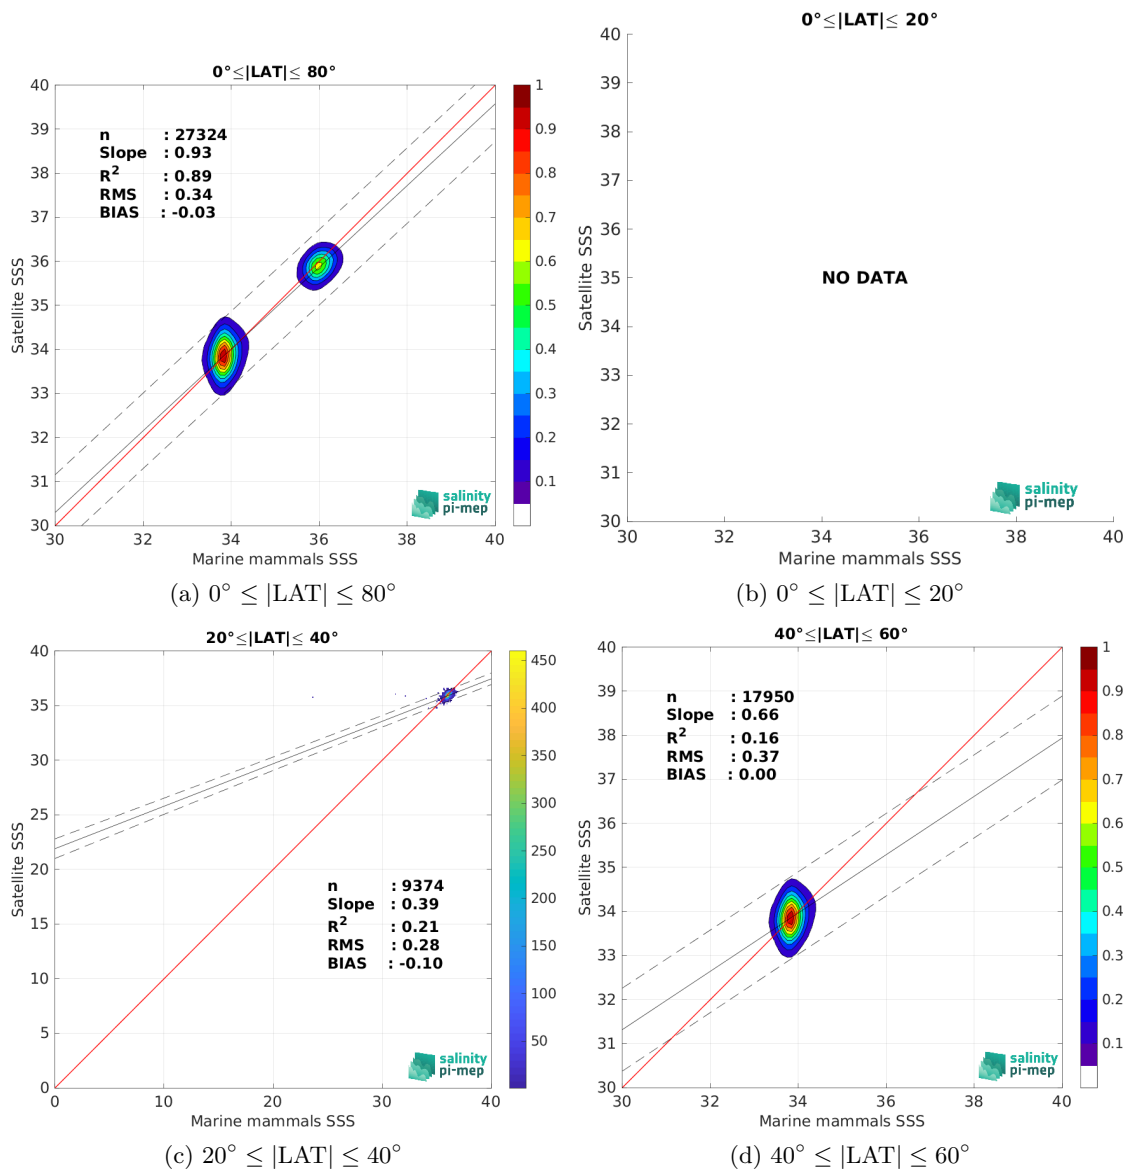 0°≤|LAT|≤ 80°
40
39
38
37
36
35
34
33
32
31
30
30
32
34
36
38
40
Satellite SSS
Marine mammals SSS
n : 27324
Slope : 0.93
R² : 0.89
RMS : 0.34
BIAS : -0.03
1
0.9
0.8
0.7
0.6
0.5
0.4
0.3
0.2
0.1
salinity
pi-mep
(a) 0° ≤ |LAT| ≤ 80°
0°≤|LAT|≤ 20°
40
39
38
37
36
35
34
33
32
31
30
30
32
34
36
38
40
Satellite SSS
Marine mammals SSS
NO DATA
salinity
pi-mep
(b) 0° ≤ |LAT| ≤ 20°
20°≤|LAT|≤ 40°
40
35
30
25
20
15
10
5
0
0
10
20
30
40
Satellite SSS
Marine mammals SSS
n : 9374
Slope : 0.39
R² : 0.21
RMS : 0.28
BIAS : -0.10
450
400
350
300
250
200
150
100
50
salinity
pi-mep
(c) 20° ≤ |LAT| ≤ 40°
40°≤|LAT|≤ 60°
40
39
38
37
36
35
34
33
32
31
30
30
32
34
36
38
40
Satellite SSS
Marine mammals SSS
n : 17950
Slope : 0.66
R² : 0.16
RMS : 0.37
BIAS : 0.00
1
0.9
0.8
0.7
0.6
0.5
0.4
0.3
0.2
0.1
salinity
pi-mep
(d) 40° ≤ |LAT| ≤ 60°